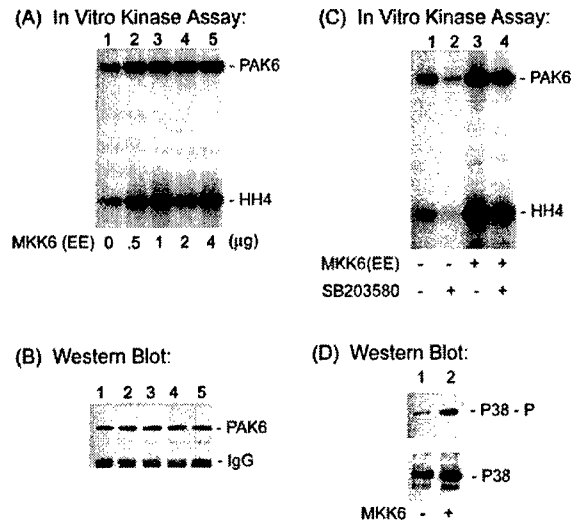 (A) In Vitro Kinase Assay:
1 2 3 4 5
- PAK6
- HH4
MKK6 (EE) 0 .5 1 2 4 (µg)
(B) Western Blot:
1 2 3 4 5
- PAK6
- IgG
(C) In Vitro Kinase Assay:
1 2 3 4
- PAK6
- HH4
MKK6(EE) - - + +
SB203580 - + - +
(D) Western Blot:
1 2
- P38 - P
- P38
MKK6 - +